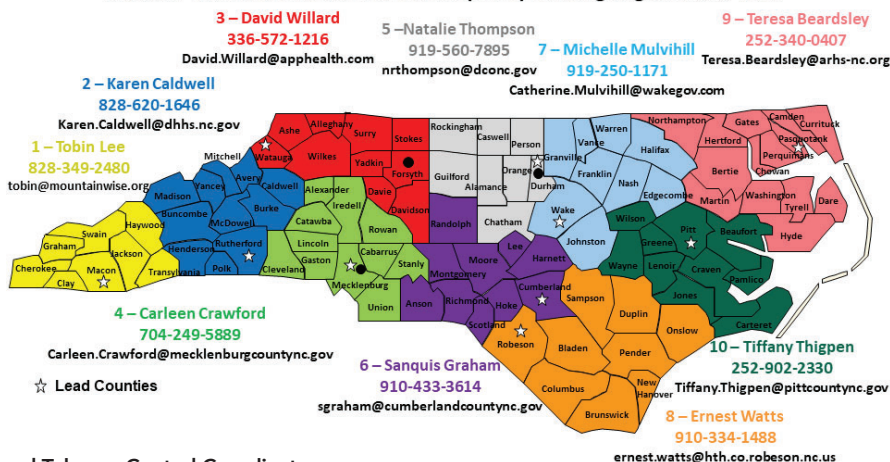 3 – David Willard
336-572-1216
David.Willard@apphealth.com
5 –Natalie Thompson
919-560-7895
nrthompson@dconc.gov
7 – Michelle Mulvihill
919-250-1171
Catherine.Mulvihill@wakegov.com
9 – Teresa Beardsley
252-340-0407
Teresa.Beardsley@arhs-nc.org
2 – Karen Caldwell
828-620-1646
Karen.Caldwell@dhhs.nc.gov
1 – Tobin Lee
828-349-2480
tobin@mountainwise.org
Ashe
Alleghany
Surry
Stokes
Rockingham
Caswell
Person
Granville
Vance
Warren
Northampton
Gates
Camden
Currituck
Pasquotank
Perquimans
Chowan
Hertford
Halifax
Bertie
Watauga
Wilkes
Yadkin
Forsyth
Guilford
Alamance
Orange
Durham
Franklin
Nash
Edgecombe
Martin
Washington
Tyrell
Dare
Hyde
Mitchell
Avery
Yancey
Caldwell
Alexander
Davie
Iredell
Davidson
Randolph
Chatham
Wake
Wilson
Pitt
Beaufort
Madison
Buncombe
McDowell
Burke
Catawba
Rowan
Lee
Johnston
Greene
Haywood
Swain
Graham
Jackson
Henderson
Rutherford
Lincoln
Cabarrus
Moore
Harnett
Wayne
Lenoir
Craven
Pamlico
Cherokee
Macon
Clay
Transylvania
Polk
Cleveland
Gaston
Mecklenburg
Stanly
Montgomery
Cumberland
Sampson
Jones
Union
Anson
Richmond
Hoke
Scotland
Duplin
Onslow
Carteret
Robeson
Bladen
Pender
Columbus
New
Hanover
Brunswick
4 – Carleen Crawford
704-249-5889
Carleen.Crawford@mecklenburgcountync.gov
☆ Lead Counties
6 – Sanquis Graham
910-433-3614
sgraham@cumberlandcountync.gov
10 – Tiffany Thigpen
252-902-2330
Tiffany.Thigpen@pittcountync.gov
8 – Ernest Watts
910-334-1488
ernest.watts@hth.co.robeson.nc.us